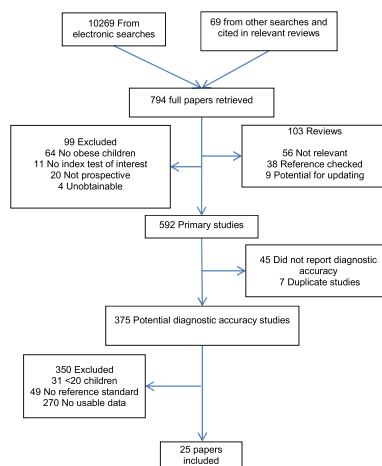 10269 From
electronic searches
69 from other searches and
cited in relevant reviews
794 full papers retrieved
99 Excluded
64 No obese children
11 No index test of interest
20 Not prospective
4 Unobtainable
103 Reviews
56 Not relevant
38 Reference checked
9 Potential for updating
592 Primary studies
45 Did not report diagnostic
accuracy
7 Duplicate studies
375 Potential diagnostic accuracy studies
350 Excluded
31 <20 children
49 No reference standard
270 No usable data
25 papers
included